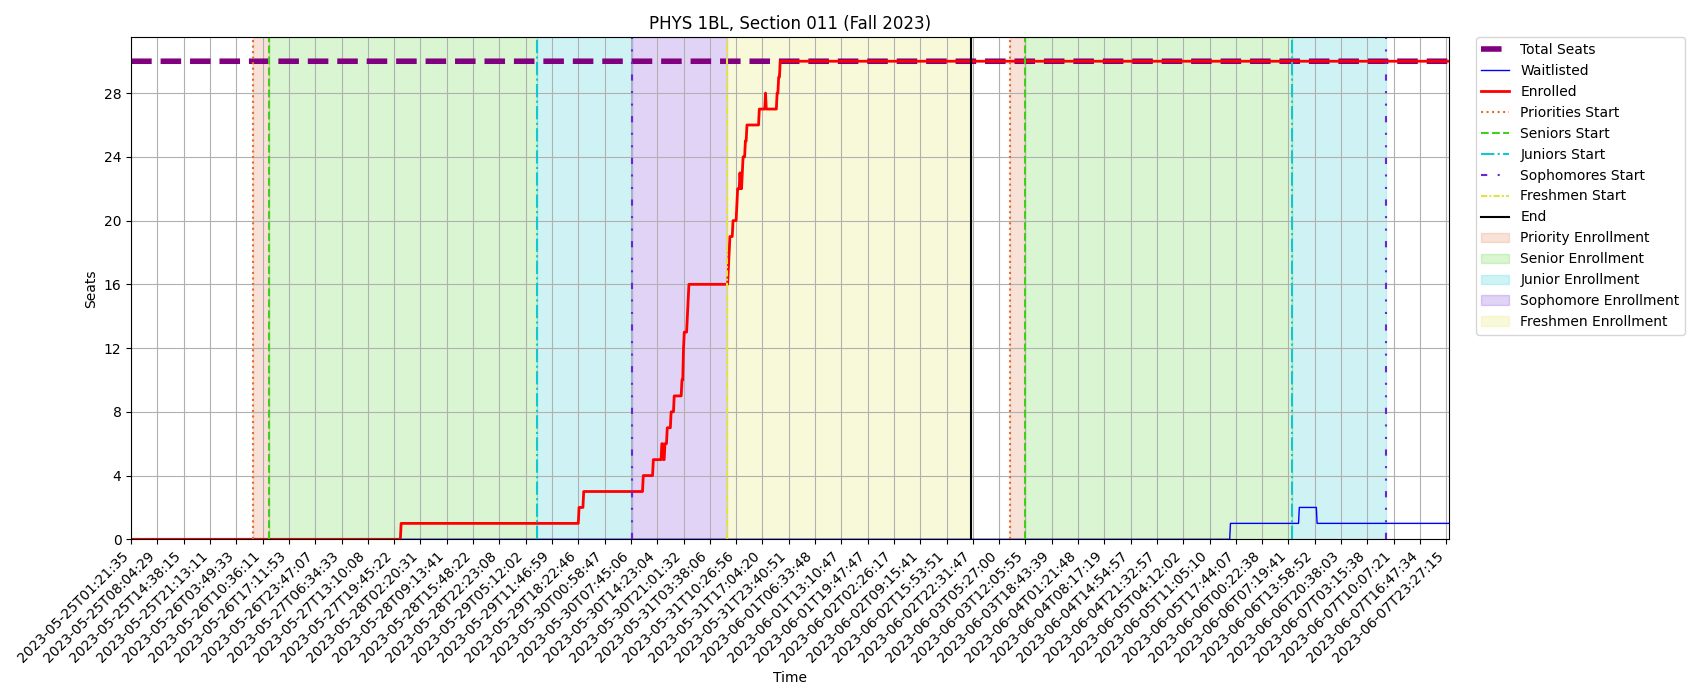 PHYS 1BL, Section 011 (Fall 2023)
Total Seats
Waitlisted
Enrolled
Priorities Start
Seniors Start
Juniors Start
Sophomores Start
Freshmen Start
End
Priority Enrollment
Senior Enrollment
Junior Enrollment
Sophomore Enrollment
Freshmen Enrollment
Seats
28
24
20
16
12
8
4
0
2023-05-25T01:21:35
2023-05-25T08:04:29
2023-05-25T14:38:15
2023-05-25T21:13:11
2023-05-26T03:49:33
2023-05-26T10:36:11
2023-05-26T17:11:53
2023-05-26T23:47:07
2023-05-27T06:34:33
2023-05-27T13:10:08
2023-05-27T19:45:22
2023-05-28T02:20:31
2023-05-28T09:13:41
2023-05-28T15:48:22
2023-05-28T22:23:08
2023-05-29T05:12:02
2023-05-29T11:46:59
2023-05-29T18:22:46
2023-05-30T00:58:47
2023-05-30T07:45:06
2023-05-30T14:23:04
2023-05-30T21:01:32
2023-05-31T03:38:06
2023-05-31T10:26:56
2023-05-31T17:04:20
2023-05-31T23:40:51
2023-06-01T06:33:48
2023-06-01T13:10:47
2023-06-01T19:47:47
2023-06-02T02:26:17
2023-06-02T09:15:41
2023-06-02T15:53:51
2023-06-02T22:31:47
2023-06-03T05:27:00
2023-06-03T12:05:55
2023-06-03T18:43:39
2023-06-04T01:21:48
2023-06-04T08:17:19
2023-06-04T14:54:57
2023-06-04T21:32:57
2023-06-05T04:12:02
2023-06-05T11:05:10
2023-06-05T17:44:07
2023-06-06T00:22:38
2023-06-06T07:19:41
2023-06-06T13:58:52
2023-06-06T20:38:03
2023-06-07T03:15:38
2023-06-07T10:07:21
2023-06-07T16:47:34
2023-06-07T23:27:15
Time